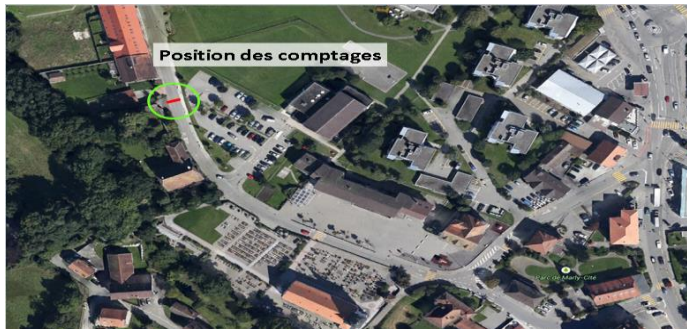 Position des comptages
Parc de Marly-Cité